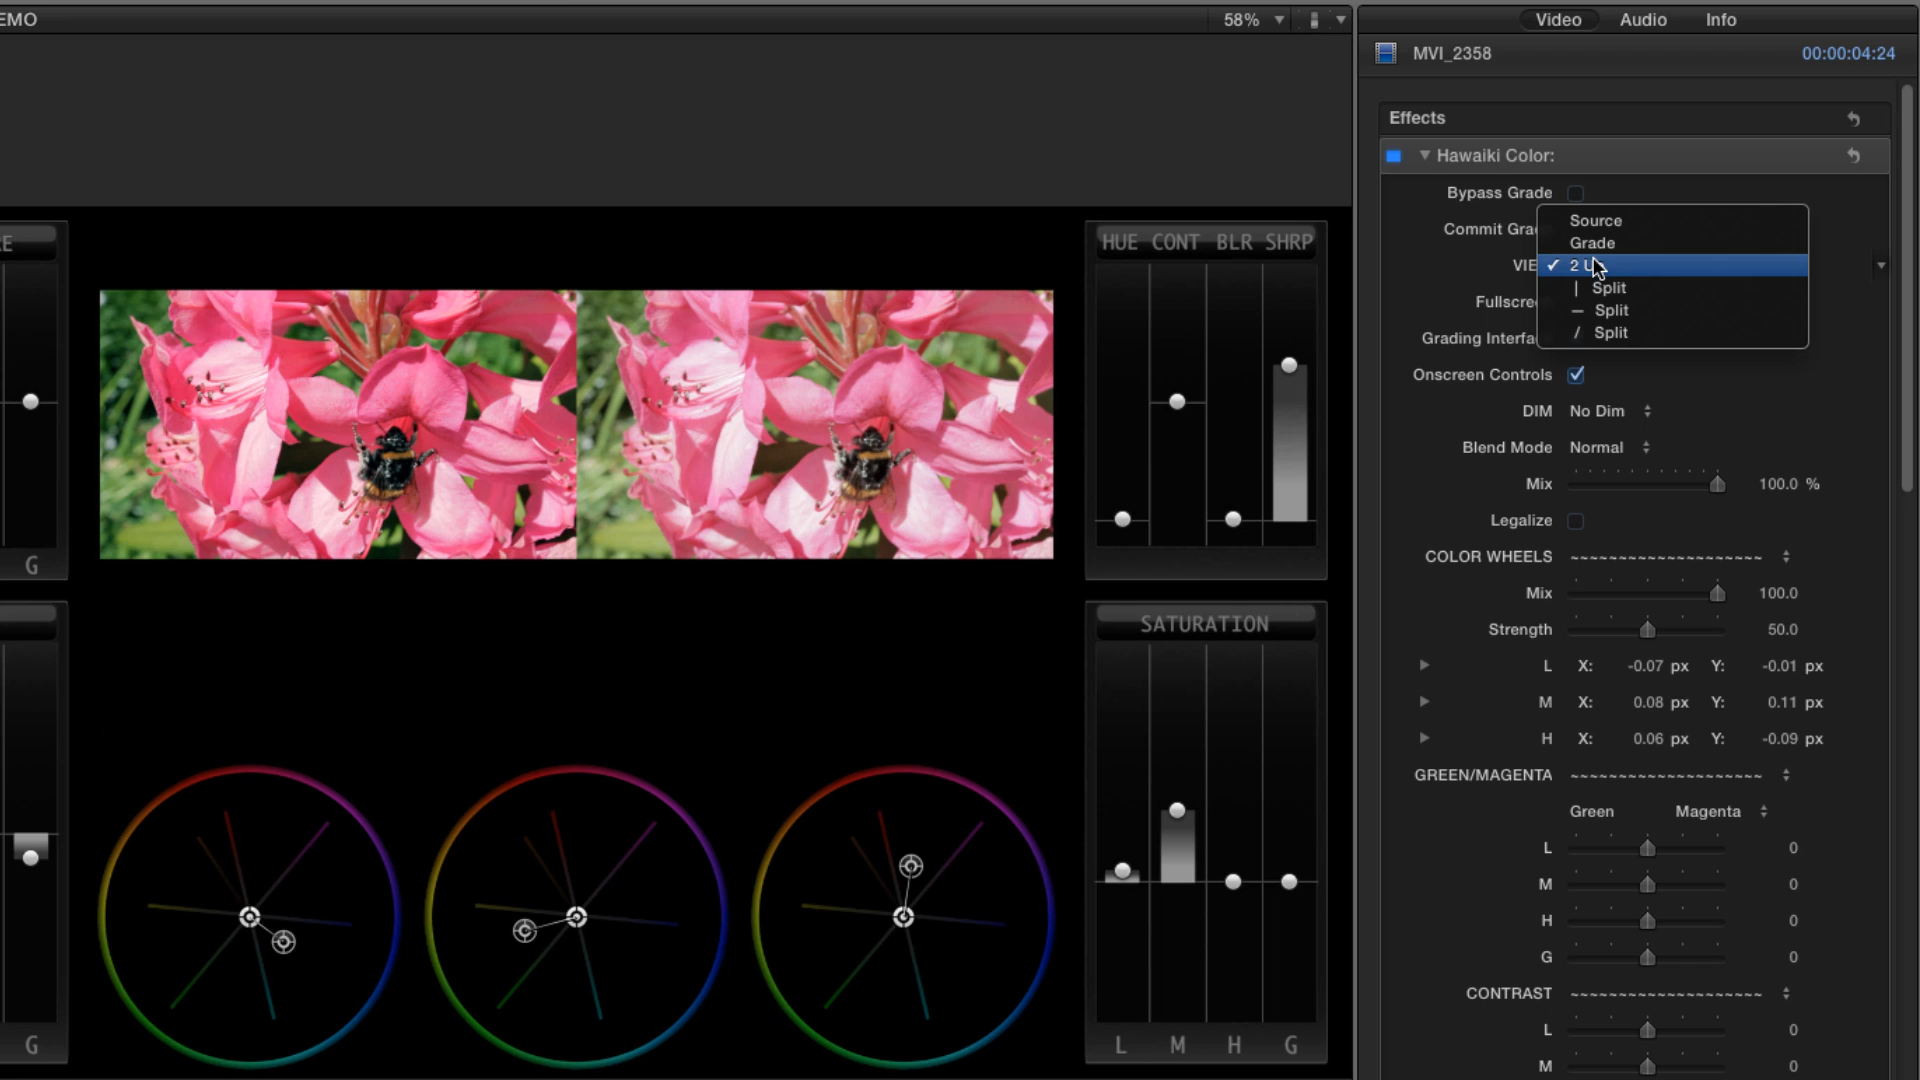 EMO
58%
Video Audio Info
MVI_2358 00:00:04:24
Effects
Hawaiki Color:
Bypass Grade
Source
Commit Gra
Grade
VIE ✓ 2 U
| Split
Fullscre
– Split
/ Split
Grading Interfa
Onscreen Controls
DIM No Dim
Blend Mode Normal
Mix 100.0 %
Legalize
COLOR WHEELS ~~~~~~~~~~~~~~~~~~~~
Mix 100.0
Strength 50.0
L X: -0.07 px Y: -0.01 px
M X: 0.08 px Y: 0.11 px
H X: 0.06 px Y: -0.09 px
GREEN/MAGENTA ~~~~~~~~~~~~~~~~~~~~
Green Magenta
L 0
M 0
H 0
G 0
CONTRAST ~~~~~~~~~~~~~~~~~~~~
L 0
M 0
RE
G
G
HUE CONT BLR SHRP
SATURATION
L M H G